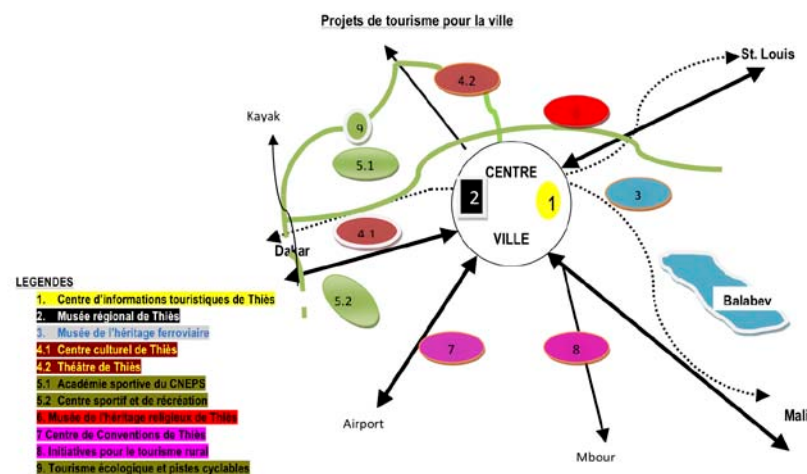 Projets de tourisme pour la ville
St. Louis
4.2
Kayak
9
5.1
CENTRE
2
1
3
VILLE
4.1
Dakar
5.2
Balabey
7
8
Mali
Airport
Mbour
LEGENDES
1. Centre d'informations touristiques de Thiès
2. Musée régional de Thiès
3. Musée de l'héritage ferroviaire
4.1 Centre culturel de Thiès
4.2 Théâtre de Thiès
5.1 Académie sportive du CNEPS
5.2 Centre sportif et de récréation
6. Musée de l'héritage religieux de Thiès
7 Centre de Conventions de Thiès
8. Initiatives pour le tourisme rural
9. Tourisme écologique et pistes cyclables